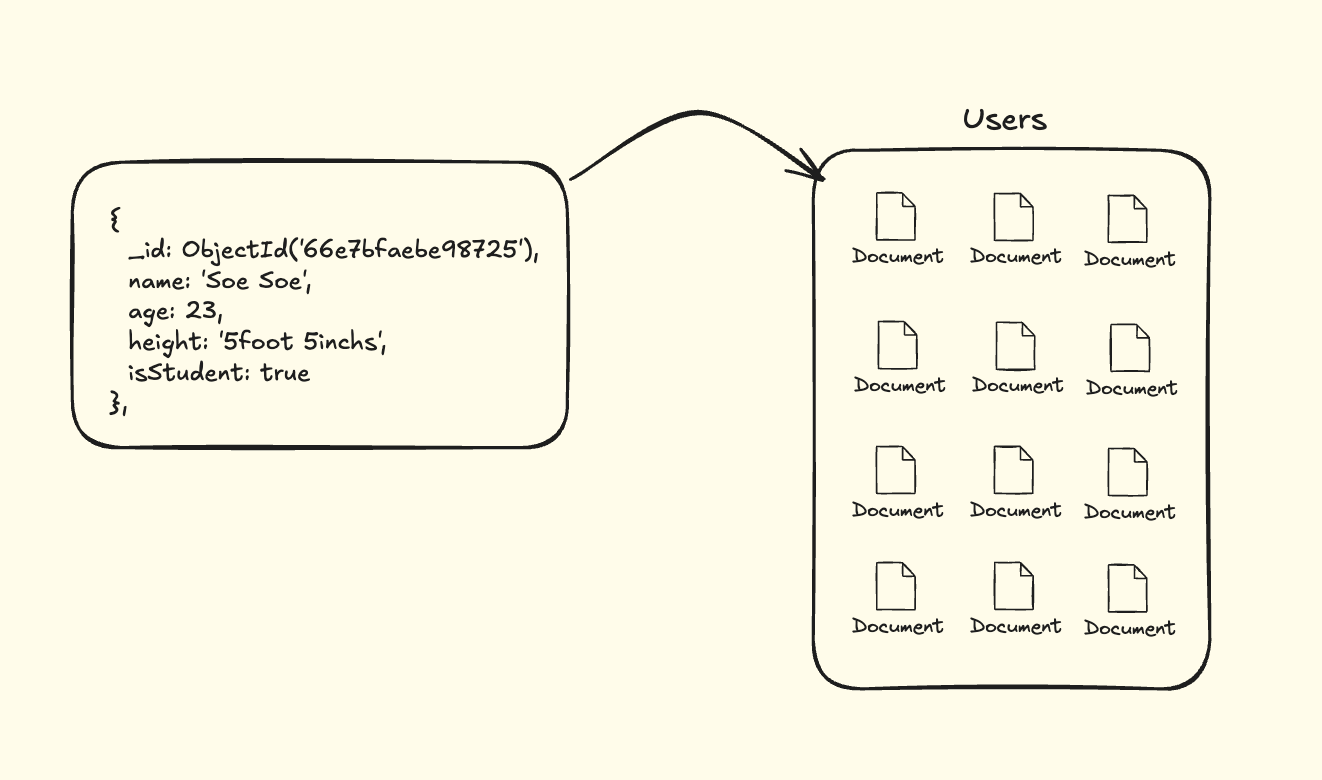 {
_id: ObjectId('66e7bfaebe98725'),
name: 'Soe Soe',
age: 23,
height: '5foot 5inchs',
isStudent: true
},
Users
Document Document Document
Document Document Document
Document Document Document
Document Document Document